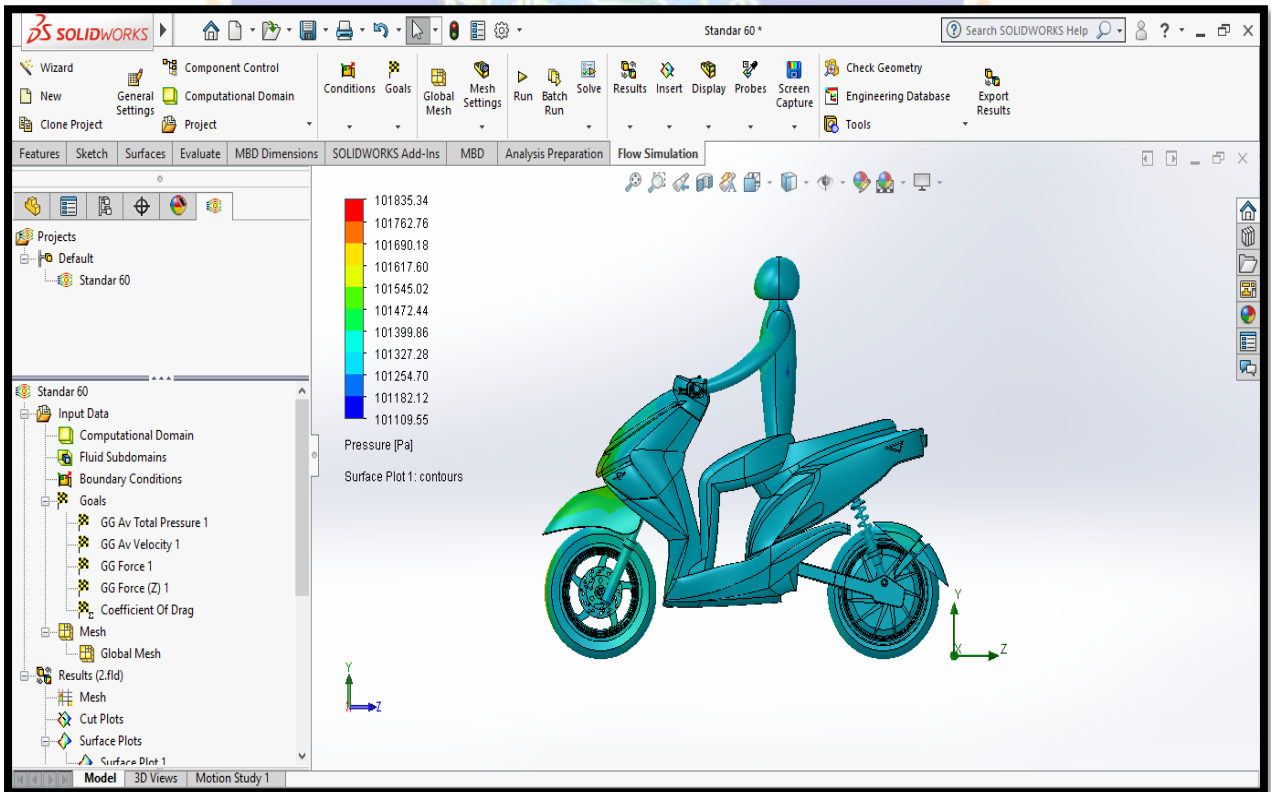 SOLIDWORKS
Standar 60 *
Search SOLIDWORKS Help
?
Wizard
New
Clone Project
General Settings
Component Control
Computational Domain
Project
Conditions
Goals
Global Mesh
Mesh Settings
Run
Batch Run
Solve
Results
Insert
Display
Probes
Screen Capture
Check Geometry
Engineering Database
Tools
Export Results
Features
Sketch
Surfaces
Evaluate
MBD Dimensions
SOLIDWORKS Add-Ins
MBD
Analysis Preparation
Flow Simulation
Projects
Default
Standar 60
Standar 60
Input Data
Computational Domain
Fluid Subdomains
Boundary Conditions
Goals
GG Av Total Pressure 1
GG Av Velocity 1
GG Force 1
GG Force (Z) 1
Coefficient Of Drag
Mesh
Global Mesh
Results (2.fld)
Mesh
Cut Plots
Surface Plots
Surface Plot 1
101835.34
101762.76
101690.18
101617.60
101545.02
101472.44
101399.86
101327.28
101254.70
101182.12
101109.55
Pressure [Pa]
Surface Plot 1: contours
Y
X
Z
Y
Z
Model
3D Views
Motion Study 1